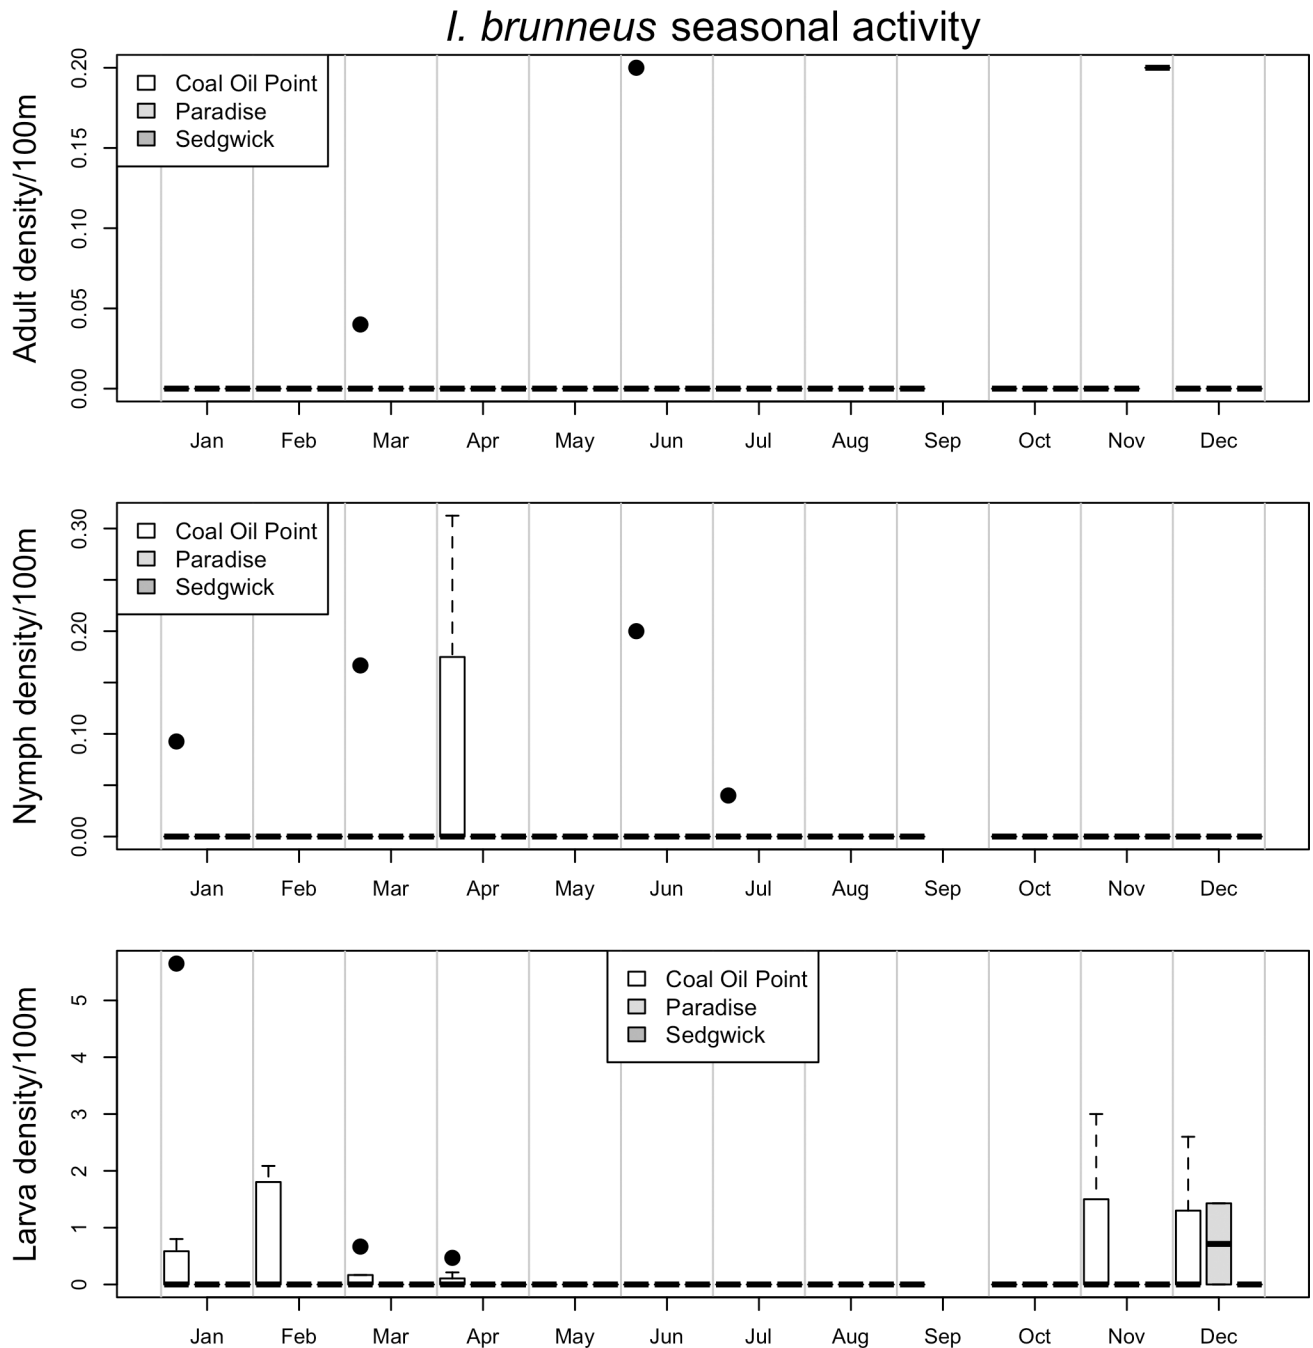 I. brunneus seasonal activity
Adult density/100m
0.20
0.15
0.10
0.05
0.00
Coal Oil Point
Paradise
Sedgwick
Jan Feb Mar Apr May Jun Jul Aug Sep Oct Nov Dec
Nymph density/100m
0.30
0.20
0.10
0.00
Coal Oil Point
Paradise
Sedgwick
Jan Feb Mar Apr May Jun Jul Aug Sep Oct Nov Dec
Larva density/100m
5
4
3
2
1
0
Coal Oil Point
Paradise
Sedgwick
Jan Feb Mar Apr May Jun Jul Aug Sep Oct Nov Dec